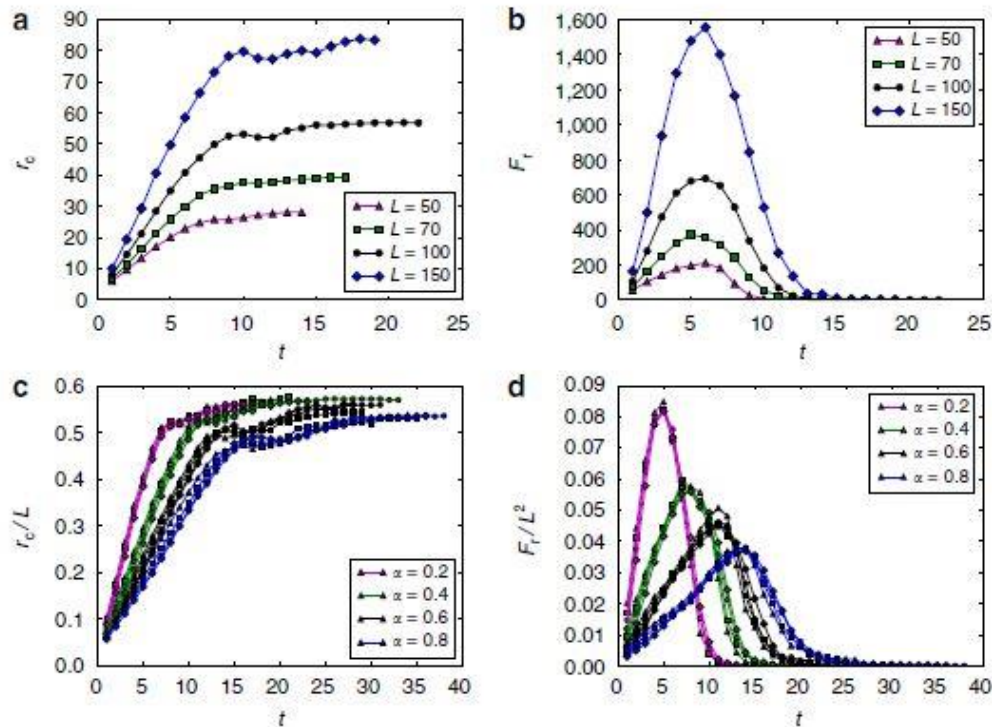 a
90
80
70
60
50
40
30
20
10
0
r_c
0 5 10 15 20 25
t
L = 50
L = 70
L = 100
L = 150
b
1,600
1,400
1,200
1,000
800
600
400
200
0
F_r
0 5 10 15 20 25
t
L = 50
L = 70
L = 100
L = 150
c
0.6
0.5
0.4
0.3
0.2
0.1
0.0
r_c/L
0 5 10 15 20 25 30 35 40
t
α = 0.2
α = 0.4
α = 0.6
α = 0.8
d
0.09
0.08
0.07
0.06
0.05
0.04
0.03
0.02
0.01
0.00
F_r/L²
0 5 10 15 20 25 30 35 40
t
α = 0.2
α = 0.4
α = 0.6
α = 0.8